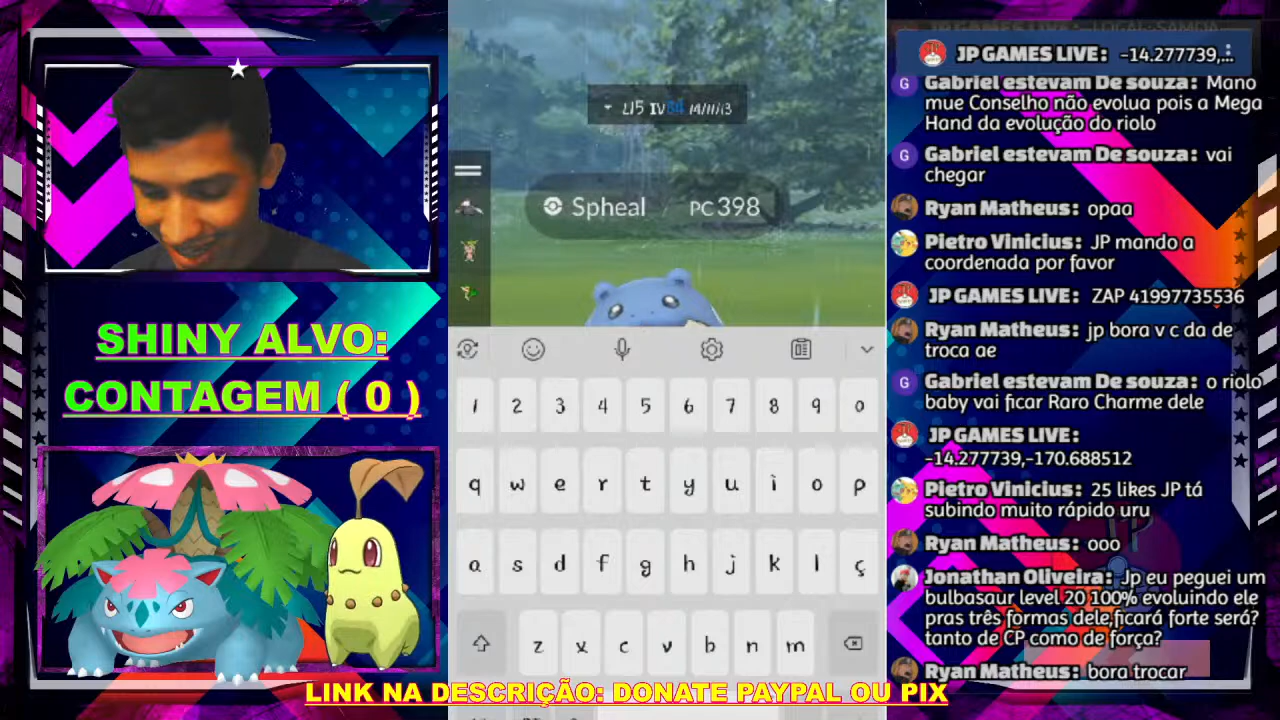 SHINY ALVO:
CONTAGEM ( 0 )
L15 IV84 14/11/13
Spheal PC398
1 2 3 4 5 6 7 8 9 0
q w e r t y u i o p
a s d f g h j k l ç
z x c v b n m
JP GAMES LIVE: -14.277739,...
Gabriel estevam De souza: Mano
mue Conselho não evolua pois a Mega
Hand da evolução do riolo
Gabriel estevam De souza: vai
chegar
Ryan Matheus: opaa
Pietro Vinicius: JP mando a
coordenada por favor
JP GAMES LIVE: ZAP 41997735536
Ryan Matheus: jp bora v c da de
troca ae
Gabriel estevam De souza: o riolo
baby vai ficar Raro Charme dele
JP GAMES LIVE:
-14.277739,-170.688512
Pietro Vinicius: 25 likes JP tá
subindo muito rápido uru
Ryan Matheus: ooo
Jonathan Oliveira: Jp eu peguei um
bulbasaur level 20 100% evoluindo ele
pras três formas dele,ficará forte será?
tanto de CP como de força?
Ryan Matheus: bora trocar
LINK NA DESCRIÇÃO: DONATE PAYPAL OU PIX